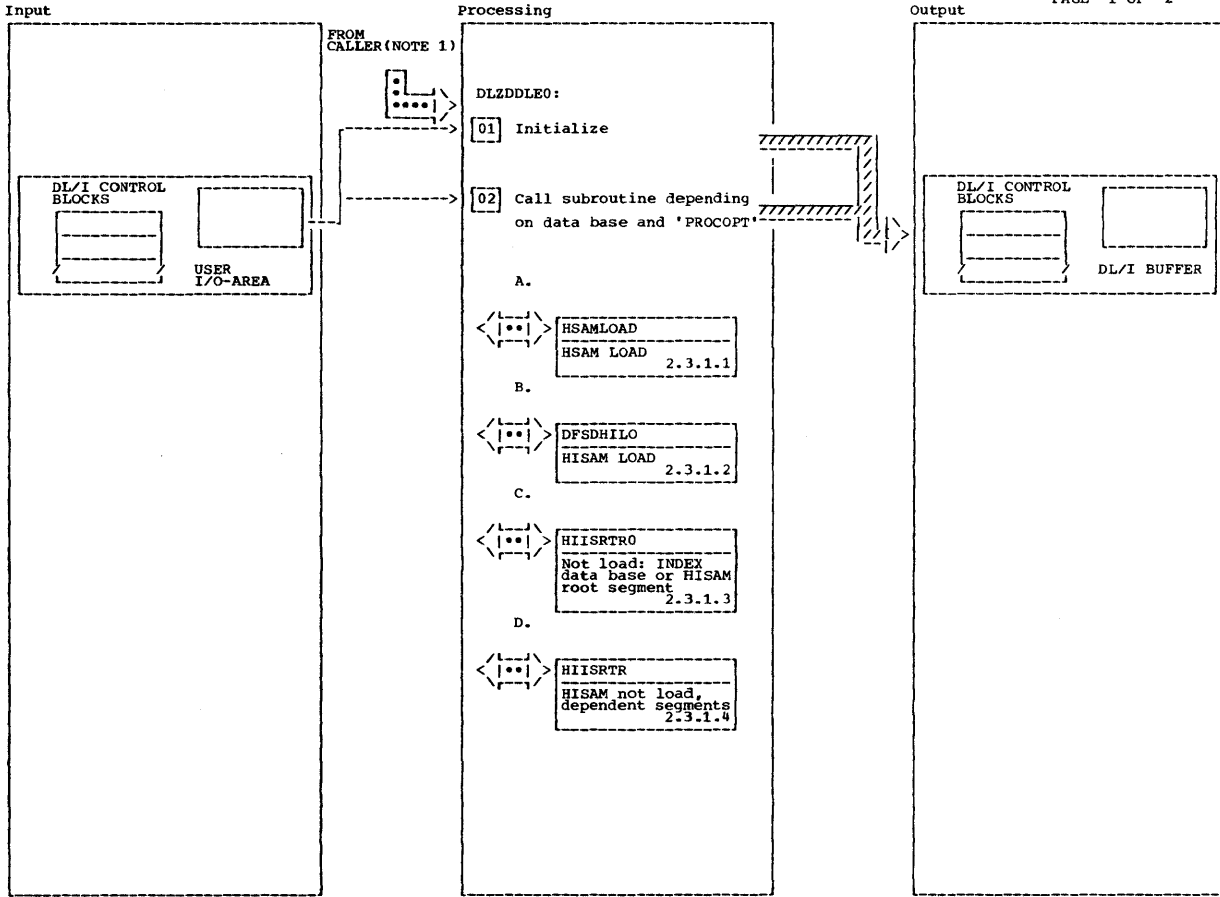 PAGE 1 OF 2
Input
Processing
Output
FROM
CALLER(NOTE 1)
DLZDDLE0:
01 Initialize
DL/I CONTROL
BLOCKS
USER
I/O-AREA
02 Call subroutine depending
on data base and 'PROCOPT'
DL/I CONTROL
BLOCKS
DL/I BUFFER
A.
HSAMLOAD
HSAM LOAD
2.3.1.1
B.
DFSDHILO
HISAM LOAD
2.3.1.2
C.
HIISRTR0
Not load: INDEX
data base or HISAM
root segment
2.3.1.3
D.
HIISRTR
HISAM not load,
dependent segments
2.3.1.4